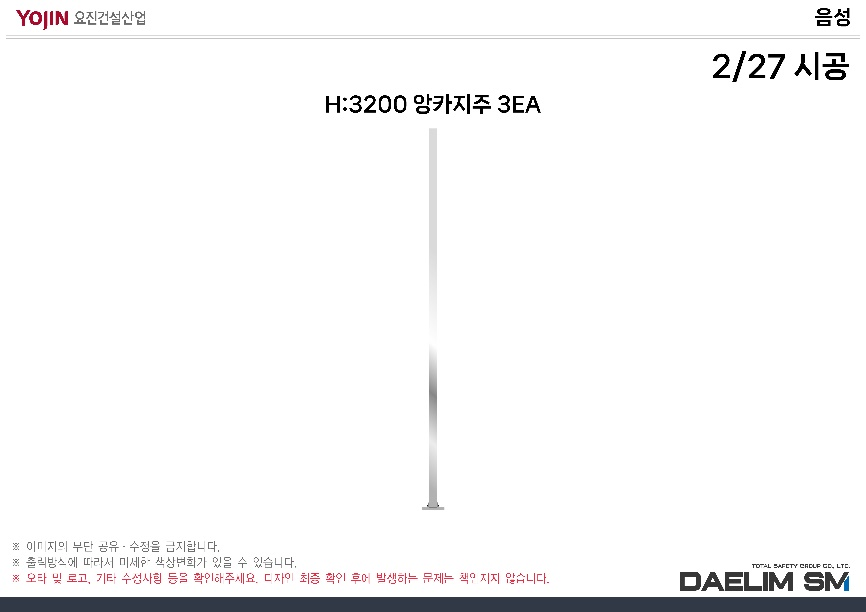 YOJIN 요진건설산업
음성
2/27 시공
H:3200 앙카지주 3EA
※ 이미지의 무단 공유·수정을 금지합니다.
※ 출력방식에 따라서 미세한 색상변화가 있을 수 있습니다.
※ 오타 및 로고, 기타 수정사항 등을 확인해주세요. 디자인 최종 확인 후에 발생하는 문제는 책임지지 않습니다.
TOTAL SAFETY GROUP CO., LTD.
DAELIM SM